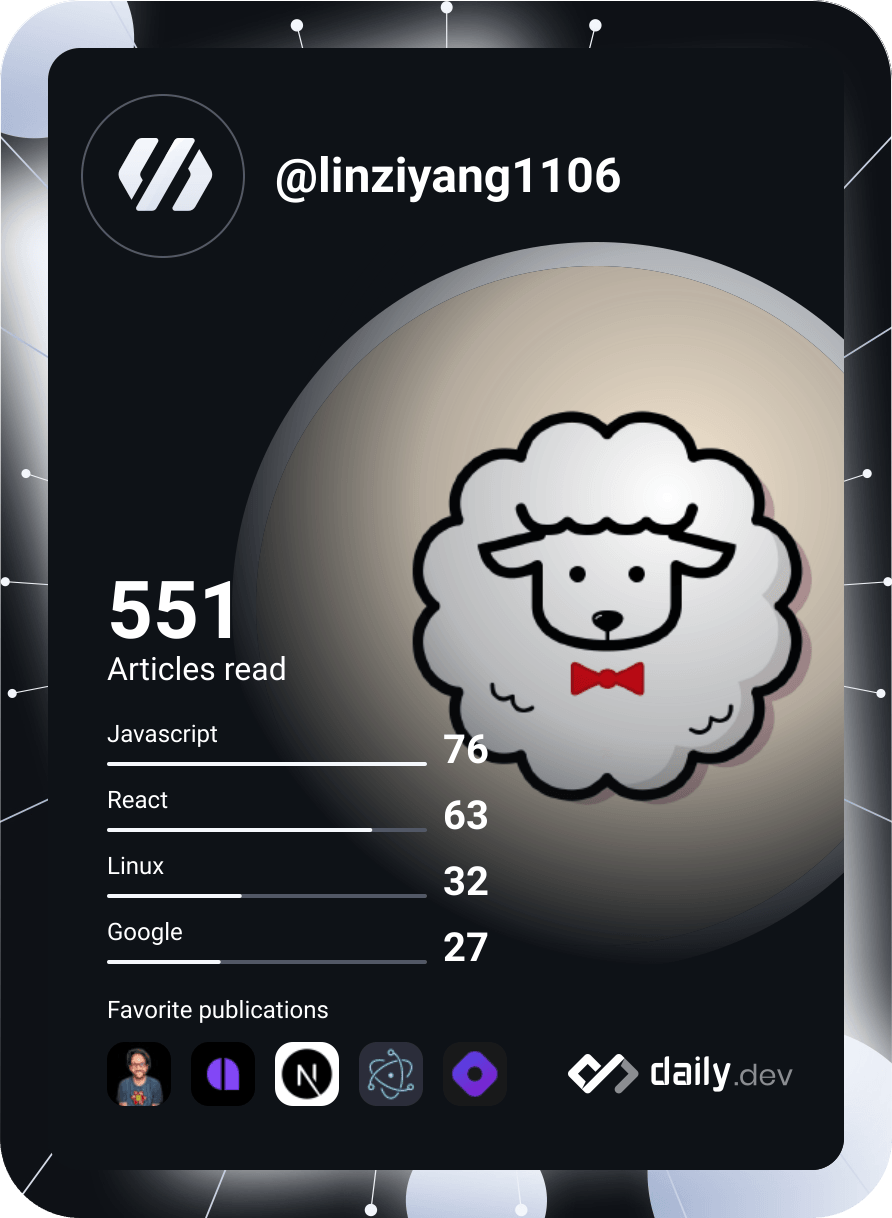 @linziyang1106
551
Articles read
Javascript
76
React
63
Linux
32
Google
27
Favorite publications
N
daily.dev